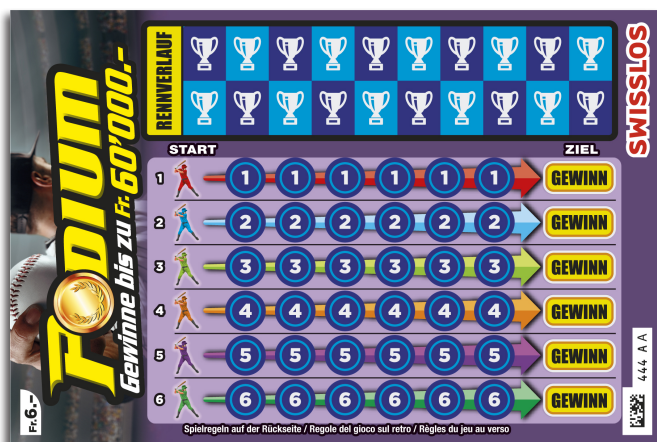 PODIUM
Gewinne bis zu Fr. 60'000.-
Fr. 6.-
RENNVERLAUF
SWISSLOS
START ZIEL
1 1 1 1 1 1 1 GEWINN
2 2 2 2 2 2 2 GEWINN
3 3 3 3 3 3 3 GEWINN
4 4 4 4 4 4 4 GEWINN
5 5 5 5 5 5 5 GEWINN
6 6 6 6 6 6 6 GEWINN
444 A A
Spielregeln auf der Rückseite / Regole del gioco sul retro / Règles du jeu au verso